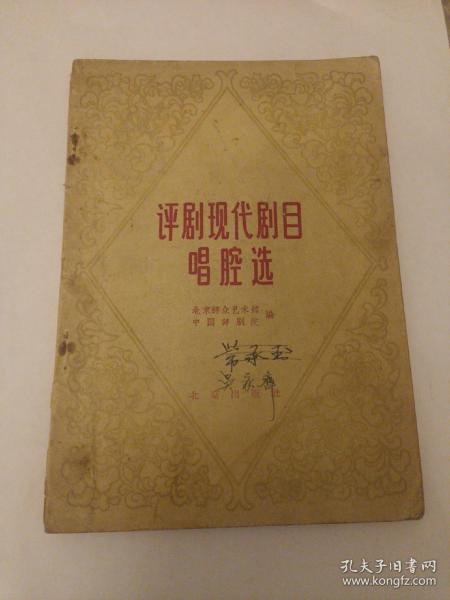 评剧现代剧目
唱腔选
北京群众艺术馆
中国评剧院
编
北京出版社
孔夫子旧书网
www.kongfz.com